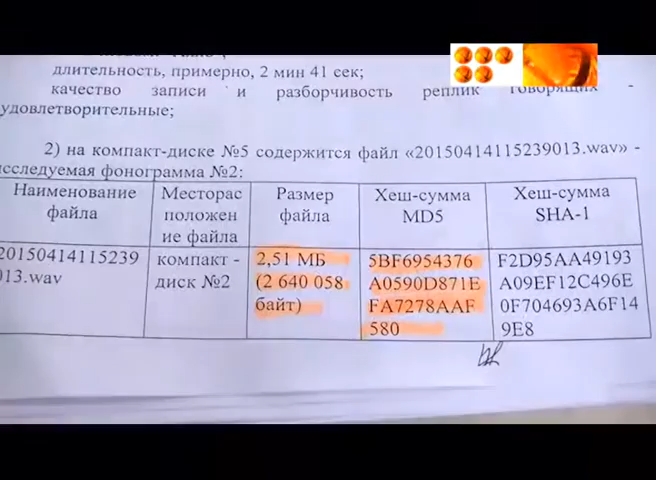 длительность, примерно, 2 мин 41 сек;
качество записи и разборчивость реплик говорящих -
удовлетворительные;
2) на компакт-диске №5 содержится файл «20150414115239013.wav» -
исследуемая фонограмма №2:
Наименование файла
Месторас положен ие файла
Размер файла
Хеш-сумма MD5
Хеш-сумма SHA-1
20150414115239
013.wav
компакт -
диск №2
2,51 МБ
(2 640 058
байт)
5BF6954376
A0590D871E
FA7278AAF
580
F2D95AA49193
A09EF12C496E
0F704693A6F14
9E8